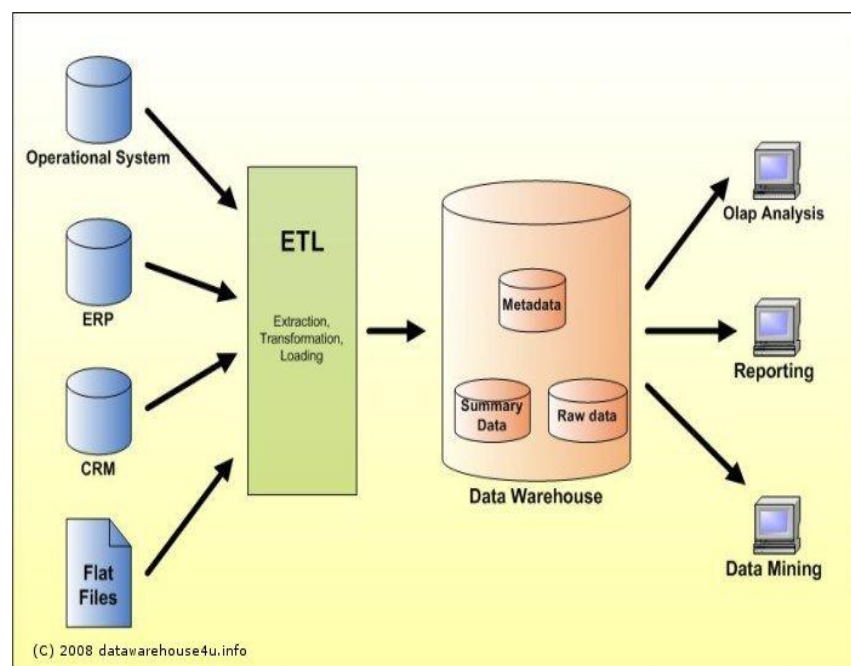 Operational System
ERP
CRM
Flat
Files
ETL
Extraction,
Transformation,
Loading
Metadata
Summary
Data
Raw data
Data Warehouse
Olap Analysis
Reporting
Data Mining
(C) 2008 datawarehouse4u.info